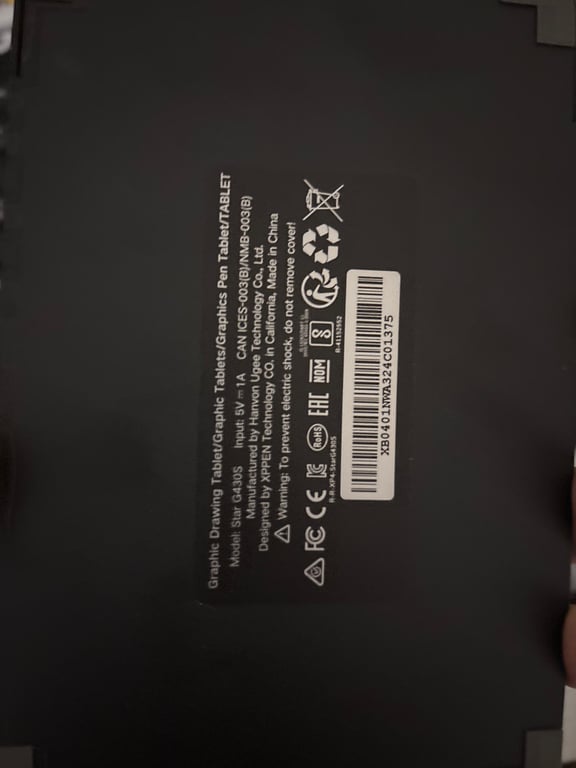 Graphic Drawing Tablet/Graphic Tablets/Graphics Pen Tablet/TABLET
Model: Star G430S Input: 5V⎓1A CAN ICES-003(B)/NMB-003(B)
Manufactured by Hanvon Ugee Technology Co., Ltd.
Designed by XPPEN Technology CO. in California, Made in China
Warning: To prevent electric shock, do not remove cover!
FC CE RoHS EAC NOM
R-R-XP4-StarG430S
R-41152552
XB0401NWA324C01375